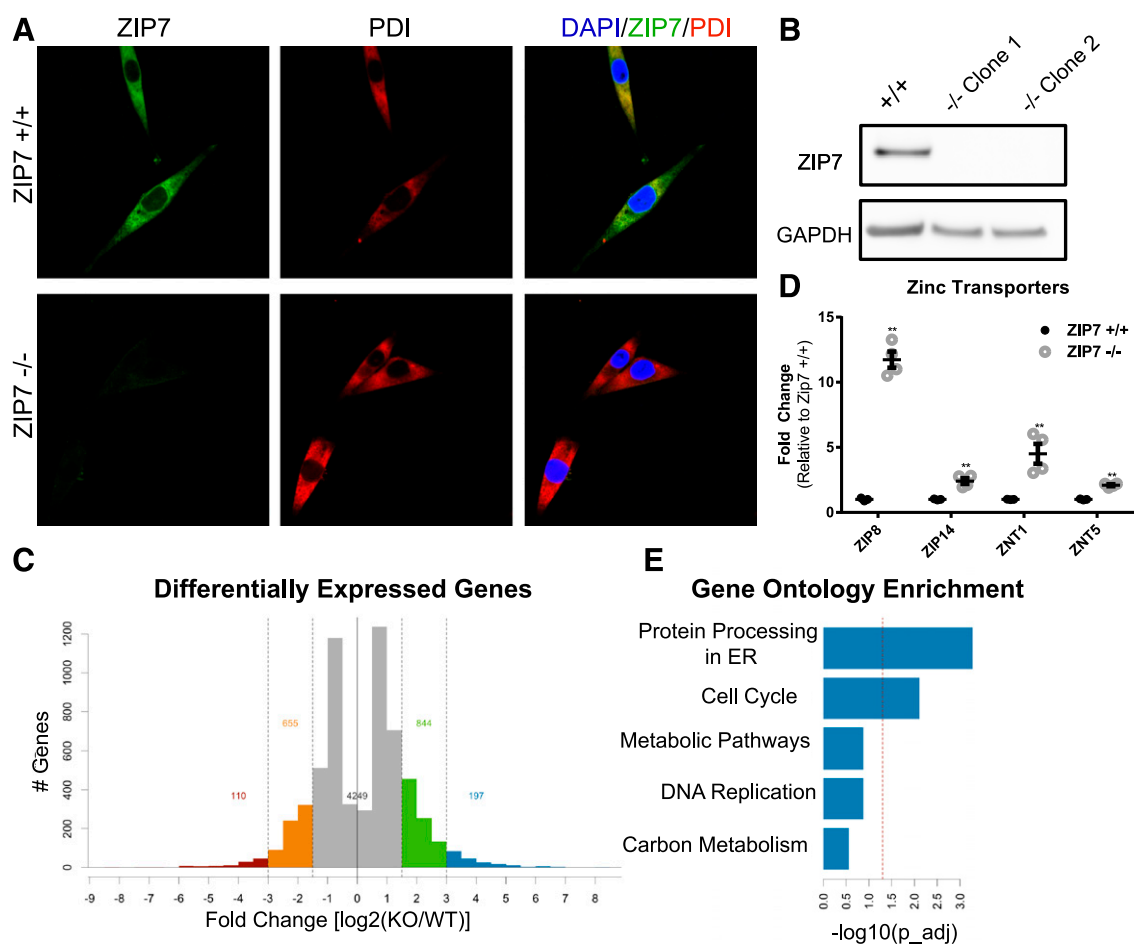 A
ZIP7
PDI
DAPI/ZIP7/PDI
ZIP7 +/+
ZIP7 -/-
B
+/+
-/- Clone 1
-/- Clone 2
ZIP7
GAPDH
D
Zinc Transporters
Fold Change
(Relative to Zip7 +/+)
15
10
5
0
ZIP7 +/+
ZIP7 -/-
**
**
**
**
ZIP8
ZIP14
ZNT1
ZNT5
C
Differentially Expressed Genes
# Genes
1200
1000
800
600
400
200
0
110
655
4249
844
197
-9 -8 -7 -6 -5 -4 -3 -2 -1 0 1 2 3 4 5 6 7 8
Fold Change [log2(KO/WT)]
E
Gene Ontology Enrichment
Protein Processing
in ER
Cell Cycle
Metabolic Pathways
DNA Replication
Carbon Metabolism
0.0 0.5 1.0 1.5 2.0 2.5 3.0
-log10(p_adj)